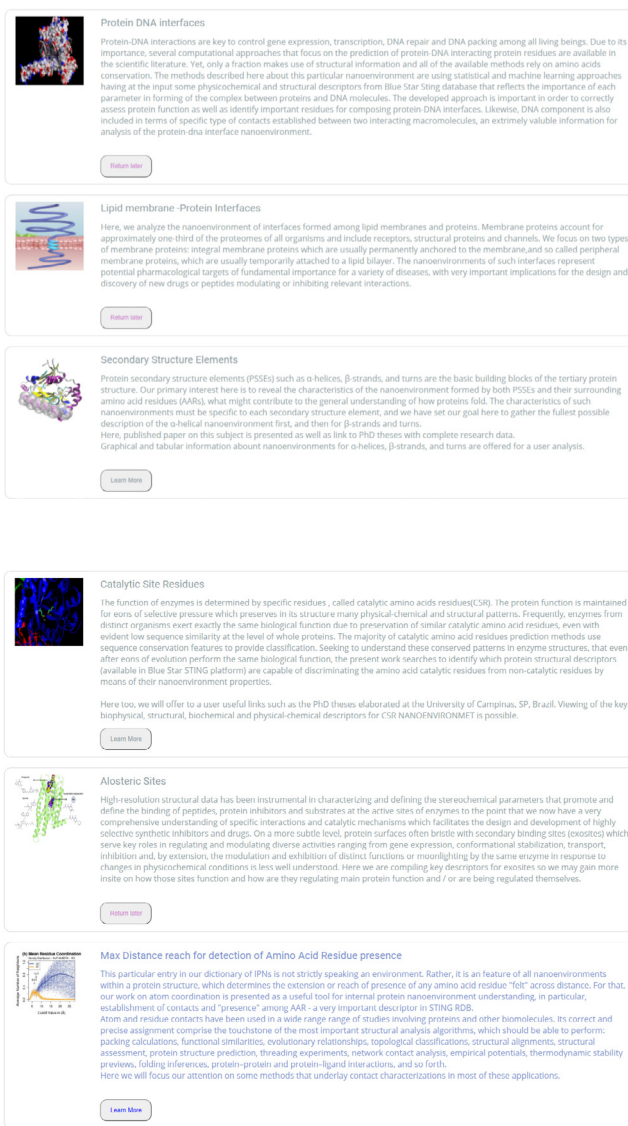 Protein DNA interfaces
Protein-DNA interactions are key to control gene expression, transcription, DNA repair and DNA packing among all living beings. Due to its
importance, several computational approaches that focus on the prediction of protein-DNA interacting protein residues are available in
the scientific literature. Yet, only a fraction makes use of structural information and all of the available methods rely on amino acids
conservation. The methods described here about this particular nanoenvironment are using statistical and machine learning approaches
having at the input some physicochemical and structural descriptors from Blue Star Sting database that reflects the importance of each
parameter in forming of the complex between proteins and DNA molecules. The developed approach is important in order to correctly
assess protein function as well as identify important residues for composing protein-DNA interfaces. Likewise, DNA component is also
included in terms of specific type of contacts established between two interacting macromolecules, an extrimely valuble information for
analysis of the protein-dna interface nanoenvironment.
Return later
Lipid membrane -Protein Interfaces
Here, we analyze the nanoenvironment of interfaces formed among lipid membranes and proteins. Membrane proteins account for
approximately one-third of the proteomes of all organisms and include receptors, structural proteins and channels. We focus on two types
of membrane proteins: integral membrane proteins which are usually permanently anchored to the membrane,and so called peripheral
membrane proteins, which are usually temporarily attached to a lipid bilayer. The nanoenvironments of such interfaces represent
potential pharmacological targets of fundamental importance for a variety of diseases, with very important implications for the design and
discovery of new drugs or peptides modulating or inhibiting relevant interactions.
Return later
Secondary Structure Elements
Protein secondary structure elements (PSSEs) such as α-helices, β-strands, and turns are the basic building blocks of the tertiary protein
structure. Our primary interest here is to reveal the characteristics of the nanoenvironment formed by both PSSEs and their surrounding
amino acid residues (AARs), what might contribute to the general understanding of how proteins fold. The characteristics of such
nanoenvironments must be specific to each secondary structure element, and we have set our goal here to gather the fullest possible
description of the α-helical nanoenvironment first, and then for β-strands and turns.
Here, published paper on this subject is presented as well as link to PhD theses with complete research data.
Graphical and tabular information abount nanoenvironments for α-helices, β-strands, and turns are offered for a user analysis.
Learn More
Catalytic Site Residues
The function of enzymes is determined by specific residues , called catalytic amino acids residues(CSR). The protein function is maintained
for eons of selective pressure which preserves in its structure many physical-chemical and structural patterns. Frequently, enzymes from
distinct organisms exert exactly the same biological function due to preservation of similar catalytic amino acid residues, even with
evident low sequence similarity at the level of whole proteins. The majority of catalytic amino acid residues prediction methods use
sequence conservation features to provide classification. Seeking to understand these conserved patterns in enzyme structures, that even
after eons of evolution perform the same biological function, the present work searches to identify which protein structural descriptors
(available in Blue Star STING platform) are capable of discriminating the amino acid catalytic residues from non-catalytic residues by
means of their nanoenvironment properties.
Here too, we will offer to a user useful links such as the PhD theses elaborated at the University of Campinas, SP, Brazil. Viewing of the key
biophysical, structural, biochemical and physical-chemical descriptors for CSR NANOENVIRONMET is possible.
Learn More
Alosteric Sites
High-resolution structural data has been instrumental in characterizing and defining the stereochemical parameters that promote and
define the binding of peptides, protein inhibitors and substrates at the active sites of enzymes to the point that we now have a very
comprehensive understanding of specific interactions and catalytic mechanisms which facilitates the design and development of highly
selective synthetic inhibitors and drugs. On a more subtle level, protein surfaces often bristle with secondary binding sites (exosites) which
serve key roles in regulating and modulating diverse activities ranging from gene expression, conformational stabilization, transport,
inhibition and, by extension, the modulation and exhibition of distinct functions or moonlighting by the same enzyme in response to
changes in physicochemical conditions is less well understood. Here we are compiling key descriptors for exosites so we may gain more
insite on how those sites function and how are they regulating main protein function and / or are being regulated themselves.
Return later
(b) Mean Residue Coordination
Max Distance reach for detection of Amino Acid Residue presence
This particular entry in our dictionary of IPNs is not strictly speaking an environment. Rather, it is an feature of all nanoenvironments
within a protein structure, which determines the extension or reach of presence of any amino acid residue "felt" across distance. For that,
our work on atom coordination is presented as a useful tool for internal protein nanoenvironment understanding, in particular,
establishment of contacts and "presence" among AAR - a very important descriptor in STING RDB.
Atom and residue contacts have been used in a wide range range of studies involving proteins and other biomolecules. Its correct and
precise assignment comprise the touchstone of the most important structural analysis algorithms, which should be able to perform:
packing calculations, functional similarities, evolutionary relationships, topological classifications, structural alignments, structural
assessment, protein structure prediction, threading experiments, network contact analysis, empirical potentials, thermodynamic stability
previews, folding inferences, protein–protein and protein–ligand interactions, and so forth.
Here we will focus our attention on some methods that underlay contact characterizations in most of these applications.
Learn More